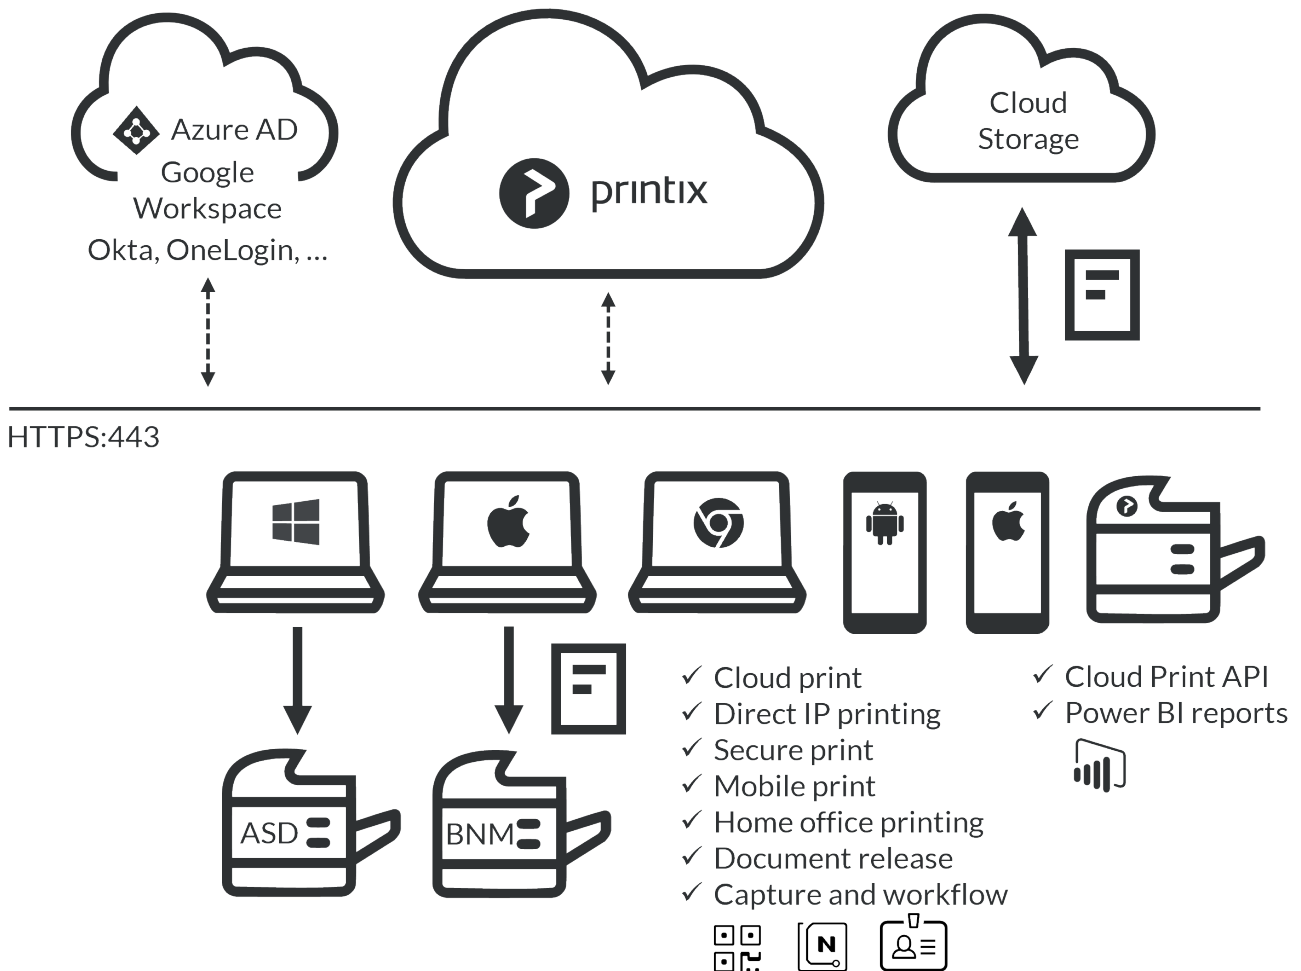 Azure AD
Google
Workspace
Okta, OneLogin, ...
printix
Cloud
Storage
HTTPS:443
ASD
BNM
✓ Cloud print
✓ Direct IP printing
✓ Secure print
✓ Mobile print
✓ Home office printing
✓ Document release
✓ Capture and workflow
✓ Cloud Print API
✓ Power BI reports
N